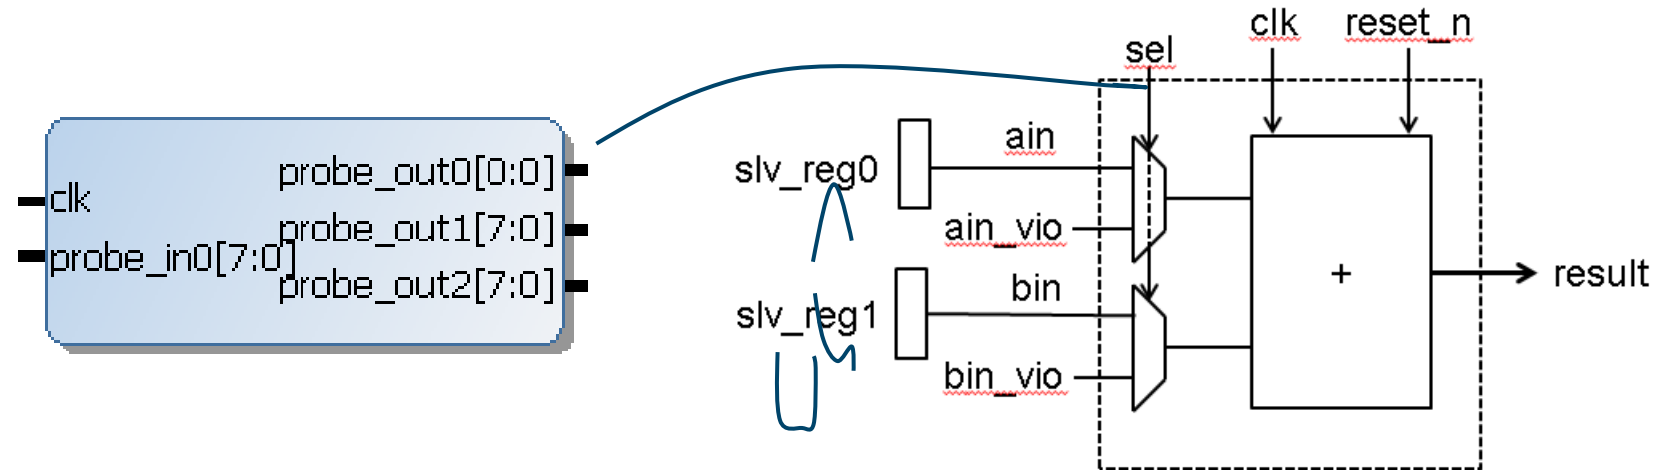 clk
probe_in0[7:0]
probe_out0[0:0]
probe_out1[7:0]
probe_out2[7:0]
sel
clk
reset_n
slv_reg0
ain
ain_vio
slv_reg1
bin
bin_vio
+
result